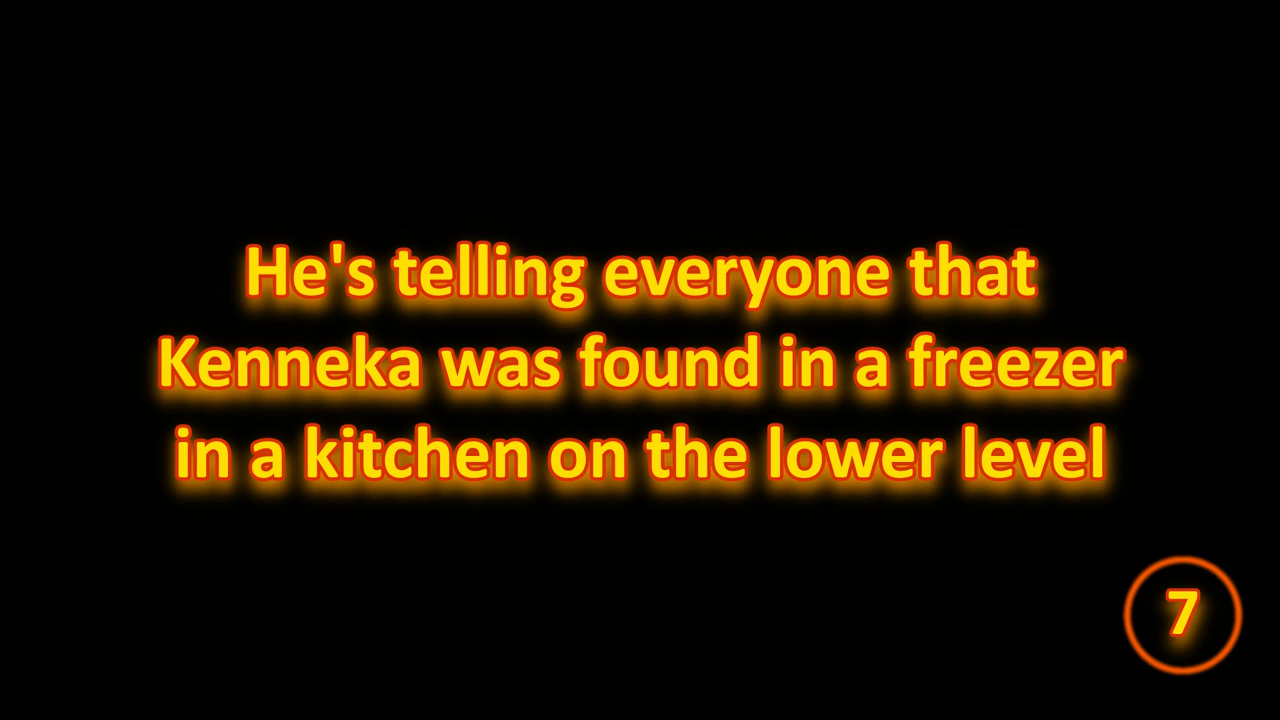 He's telling everyone that
Kenneka was found in a freezer
in a kitchen on the lower level
7